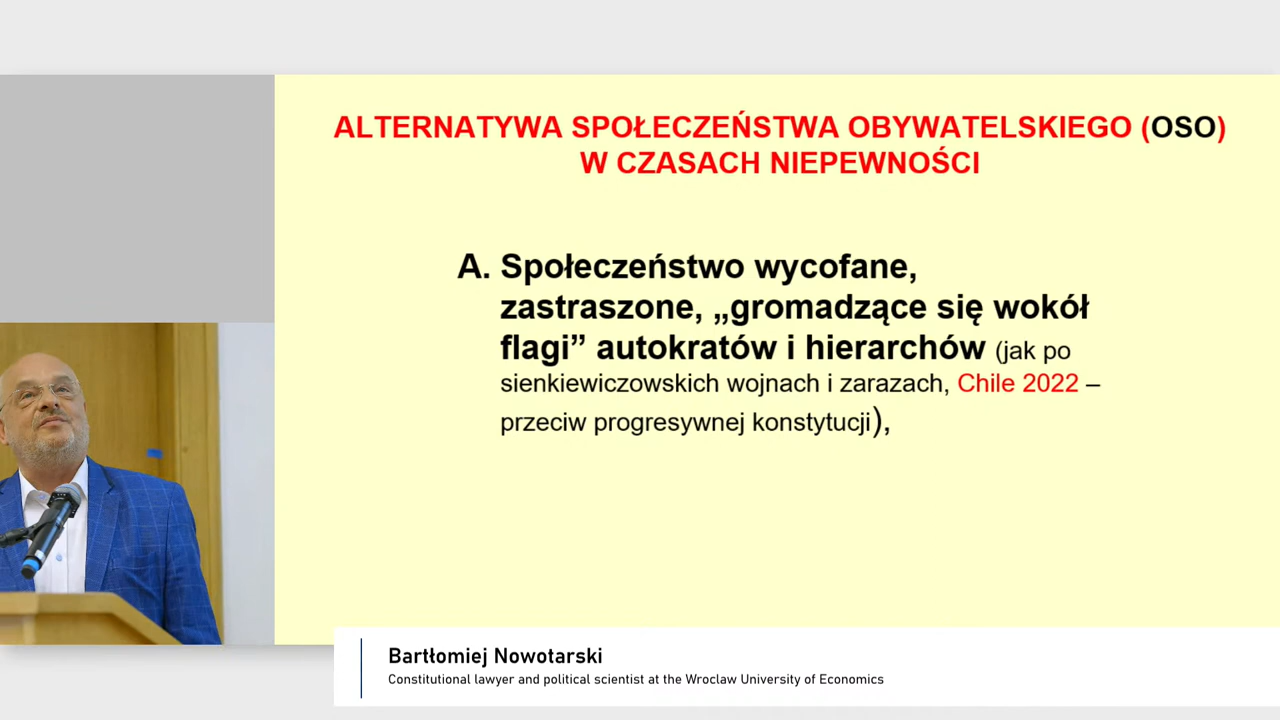 ALTERNATYWA SPOŁECZEŃSTWA OBYWATELSKIEGO (OSO)
W CZASACH NIEPEWNOŚCI
A. Społeczeństwo wycofane,
zastraszone, „gromadzące się wokół
flagi” autokratów i hierarchów (jak po
sienkiewiczowskich wojnach i zarazach, Chile 2022 –
przeciw progresywnej konstytucji),
Bartłomiej Nowotarski
Constitutional lawyer and political scientist at the Wroclaw University of Economics